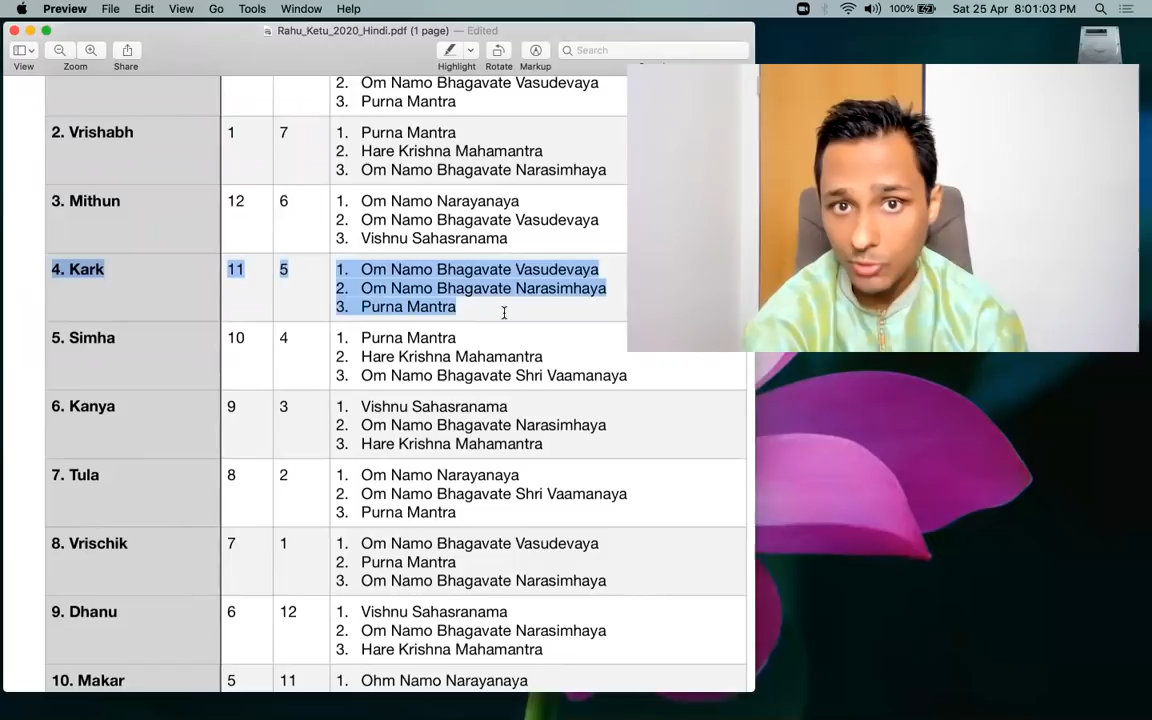 Preview File Edit View Go Tools Window Help 100% Sat 25 Apr 8:01:03 PM
Rahu_Ketu_2020_Hindi.pdf (1 page) — Edited
Search
View Zoom Share Highlight Rotate Markup
2. Om Namo Bhagavate Vasudevaya
3. Purna Mantra
2. Vrishabh 1 7 1. Purna Mantra
2. Hare Krishna Mahamantra
3. Om Namo Bhagavate Narasimhaya
3. Mithun 12 6 1. Om Namo Narayanaya
2. Om Namo Bhagavate Vasudevaya
3. Vishnu Sahasranama
4. Kark 11 5 1. Om Namo Bhagavate Vasudevaya
2. Om Namo Bhagavate Narasimhaya
3. Purna Mantra
5. Simha 10 4 1. Purna Mantra
2. Hare Krishna Mahamantra
3. Om Namo Bhagavate Shri Vaamanaya
6. Kanya 9 3 1. Vishnu Sahasranama
2. Om Namo Bhagavate Narasimhaya
3. Hare Krishna Mahamantra
7. Tula 8 2 1. Om Namo Narayanaya
2. Om Namo Bhagavate Shri Vaamanaya
3. Purna Mantra
8. Vrischik 7 1 1. Om Namo Bhagavate Vasudevaya
2. Purna Mantra
3. Om Namo Bhagavate Narasimhaya
9. Dhanu 6 12 1. Vishnu Sahasranama
2. Om Namo Bhagavate Narasimhaya
3. Hare Krishna Mahamantra
10. Makar 5 11 1. Ohm Namo Narayanaya